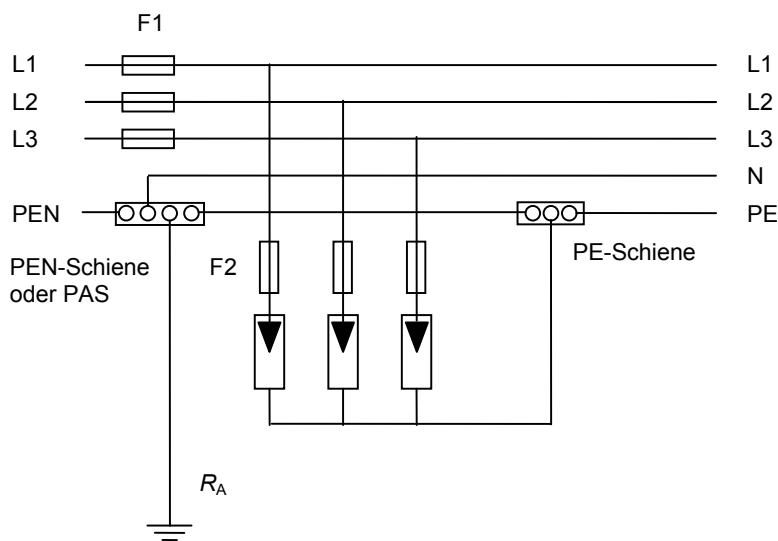 F1
L1 L1
L2 L2
L3 L3
N
PEN PE
PEN-Schiene
oder PAS
F2
PE-Schiene
RA